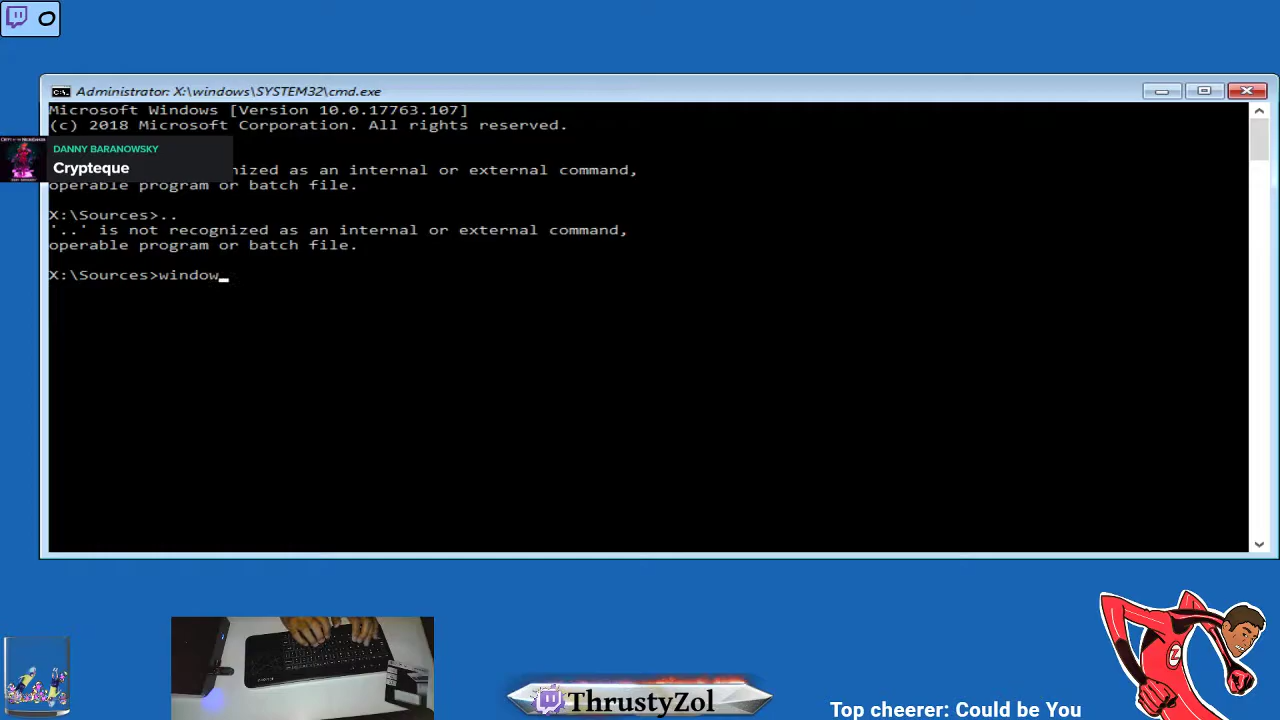 0
Administrator: X:\windows\SYSTEM32\cmd.exe
Microsoft Windows [Version 10.0.17763.107]
(c) 2018 Microsoft Corporation. All rights reserved.
DANNY BARANOWSKY
Crypteque
nized as an internal or external command,
operable program or batch file.
X:\Sources>..
'..' is not recognized as an internal or external command,
operable program or batch file.
X:\Sources>window_
ThrustyZol
Top cheerer: Could be You